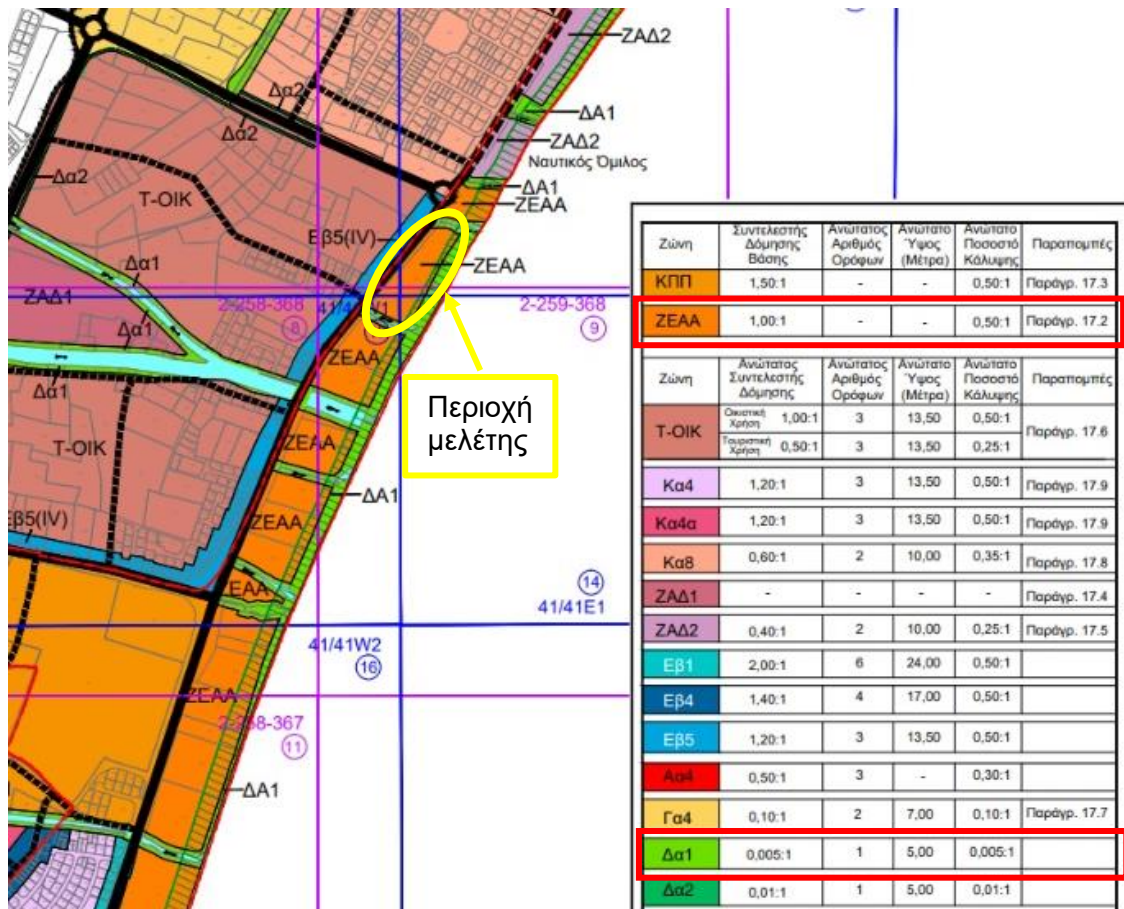 ΖΑΔ2
Δα2
ΔΑ1
Δα2
ΖΑΔ2
Ναυτικός Όμιλος
Δα2
ΔΑ1
Τ-ΟΙΚ
ΖΕΑΑ
Εβ5(IV)
Δα1
ΖΕΑΑ
ΖΑΔ1
2-258-368
2-259-368
8
9
Δα1
ΖΕΑΑ
Δα1
Περιοχή
μελέτης
Τ-ΟΙΚ
ΖΕΑΑ
ΔΑ1
Εβ5(IV)
ΖΕΑΑ
14
ΕΑΑ
41/41E1
41/41W2
16
ΖΕΑΑ
11
ΔΑ1
Ζώνη Συντελεστής Δόμησης Βάσης Ανώτατος Αριθμός Ορόφων Ανώτατο Ύψος (Μέτρα) Ανώτατο Ποσοστό Κάλυψης Παραπομπές
ΚΠΠ 1,50:1 - - 0,50:1 Παράγρ. 17.3
ΖΕΑΑ 1,00:1 - - 0,50:1 Παράγρ. 17.2
Ζώνη Ανώτατος Συντελεστής Δόμησης Ανώτατος Αριθμός Ορόφων Ανώτατο Ύψος (Μέτρα) Ανώτατο Ποσοστό Κάλυψης Παραπομπές
Τ-ΟΙΚ Οικιστική Χρήση 1,00:1 3 13,50 0,50:1 Παράγρ. 17.6
Τουριστική Χρήση 0,50:1 3 13,50 0,25:1
Κα4 1,20:1 3 13,50 0,50:1 Παράγρ. 17.9
Κα4α 1,20:1 3 13,50 0,50:1 Παράγρ. 17.9
Κα8 0,60:1 2 10,00 0,35:1 Παράγρ. 17.8
ΖΑΔ1 - - - - Παράγρ. 17.4
ΖΑΔ2 0,40:1 2 10,00 0,25:1 Παράγρ. 17.5
Εβ1 2,00:1 6 24,00 0,50:1
Εβ4 1,40:1 4 17,00 0,50:1
Εβ5 1,20:1 3 13,50 0,50:1
Αα4 0,50:1 3 - 0,30:1
Γα4 0,10:1 2 7,00 0,10:1 Παράγρ. 17.7
Δα1 0,005:1 1 5,00 0,005:1
Δα2 0,01:1 1 5,00 0,01:1